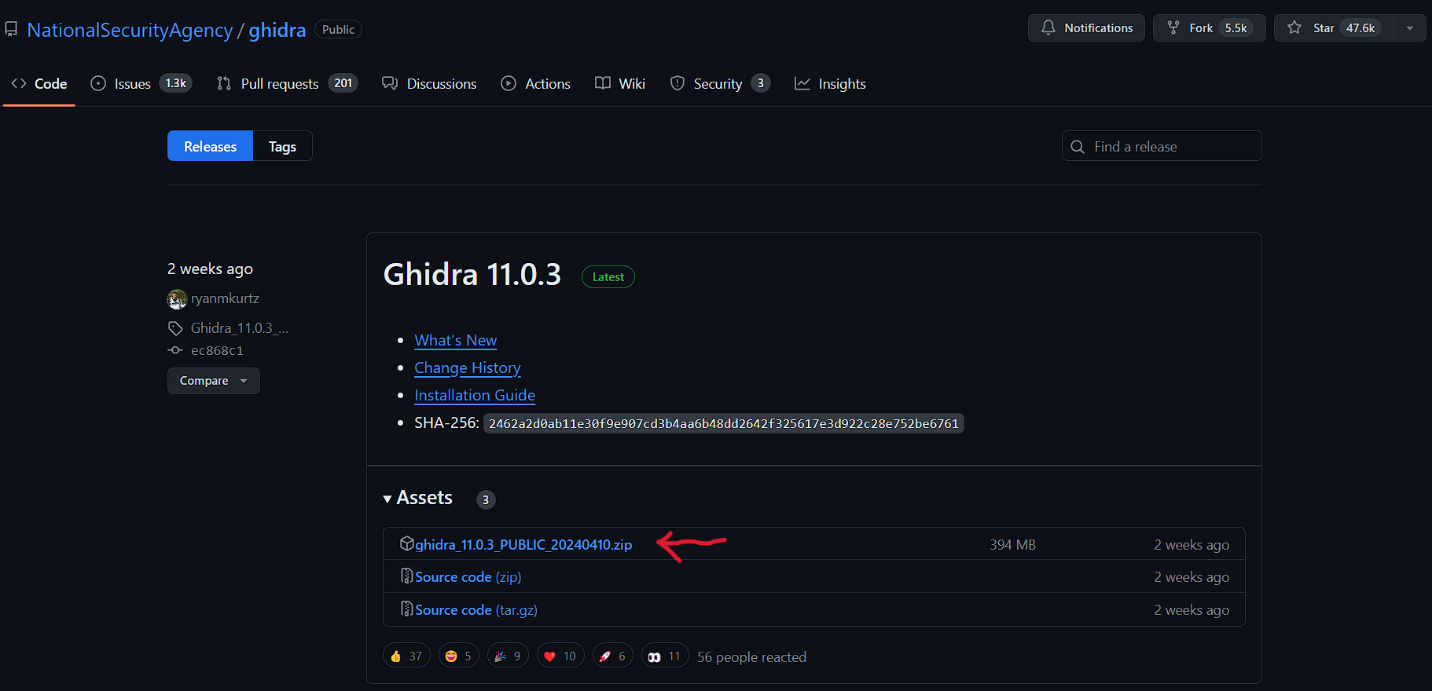 NationalSecurityAgency / ghidra Public Notifications Fork 5.5k Star 47.6k
Code Issues 1.3k Pull requests 201 Discussions Actions Wiki Security 3 Insights
Releases Tags Find a release
2 weeks ago
ryanmkurtz
Ghidra_11.0.3_...
ec868c1
Compare
Ghidra 11.0.3 Latest
What's New
Change History
Installation Guide
SHA-256: 2462a2d0ab11e30f9e907cd3b4aa6b48dd2642f325617e3d922c28e752be6761
Assets 3
ghidra_11.0.3_PUBLIC_20240410.zip 394 MB 2 weeks ago
Source code (zip) 2 weeks ago
Source code (tar.gz) 2 weeks ago
37 5 9 10 6 11 56 people reacted